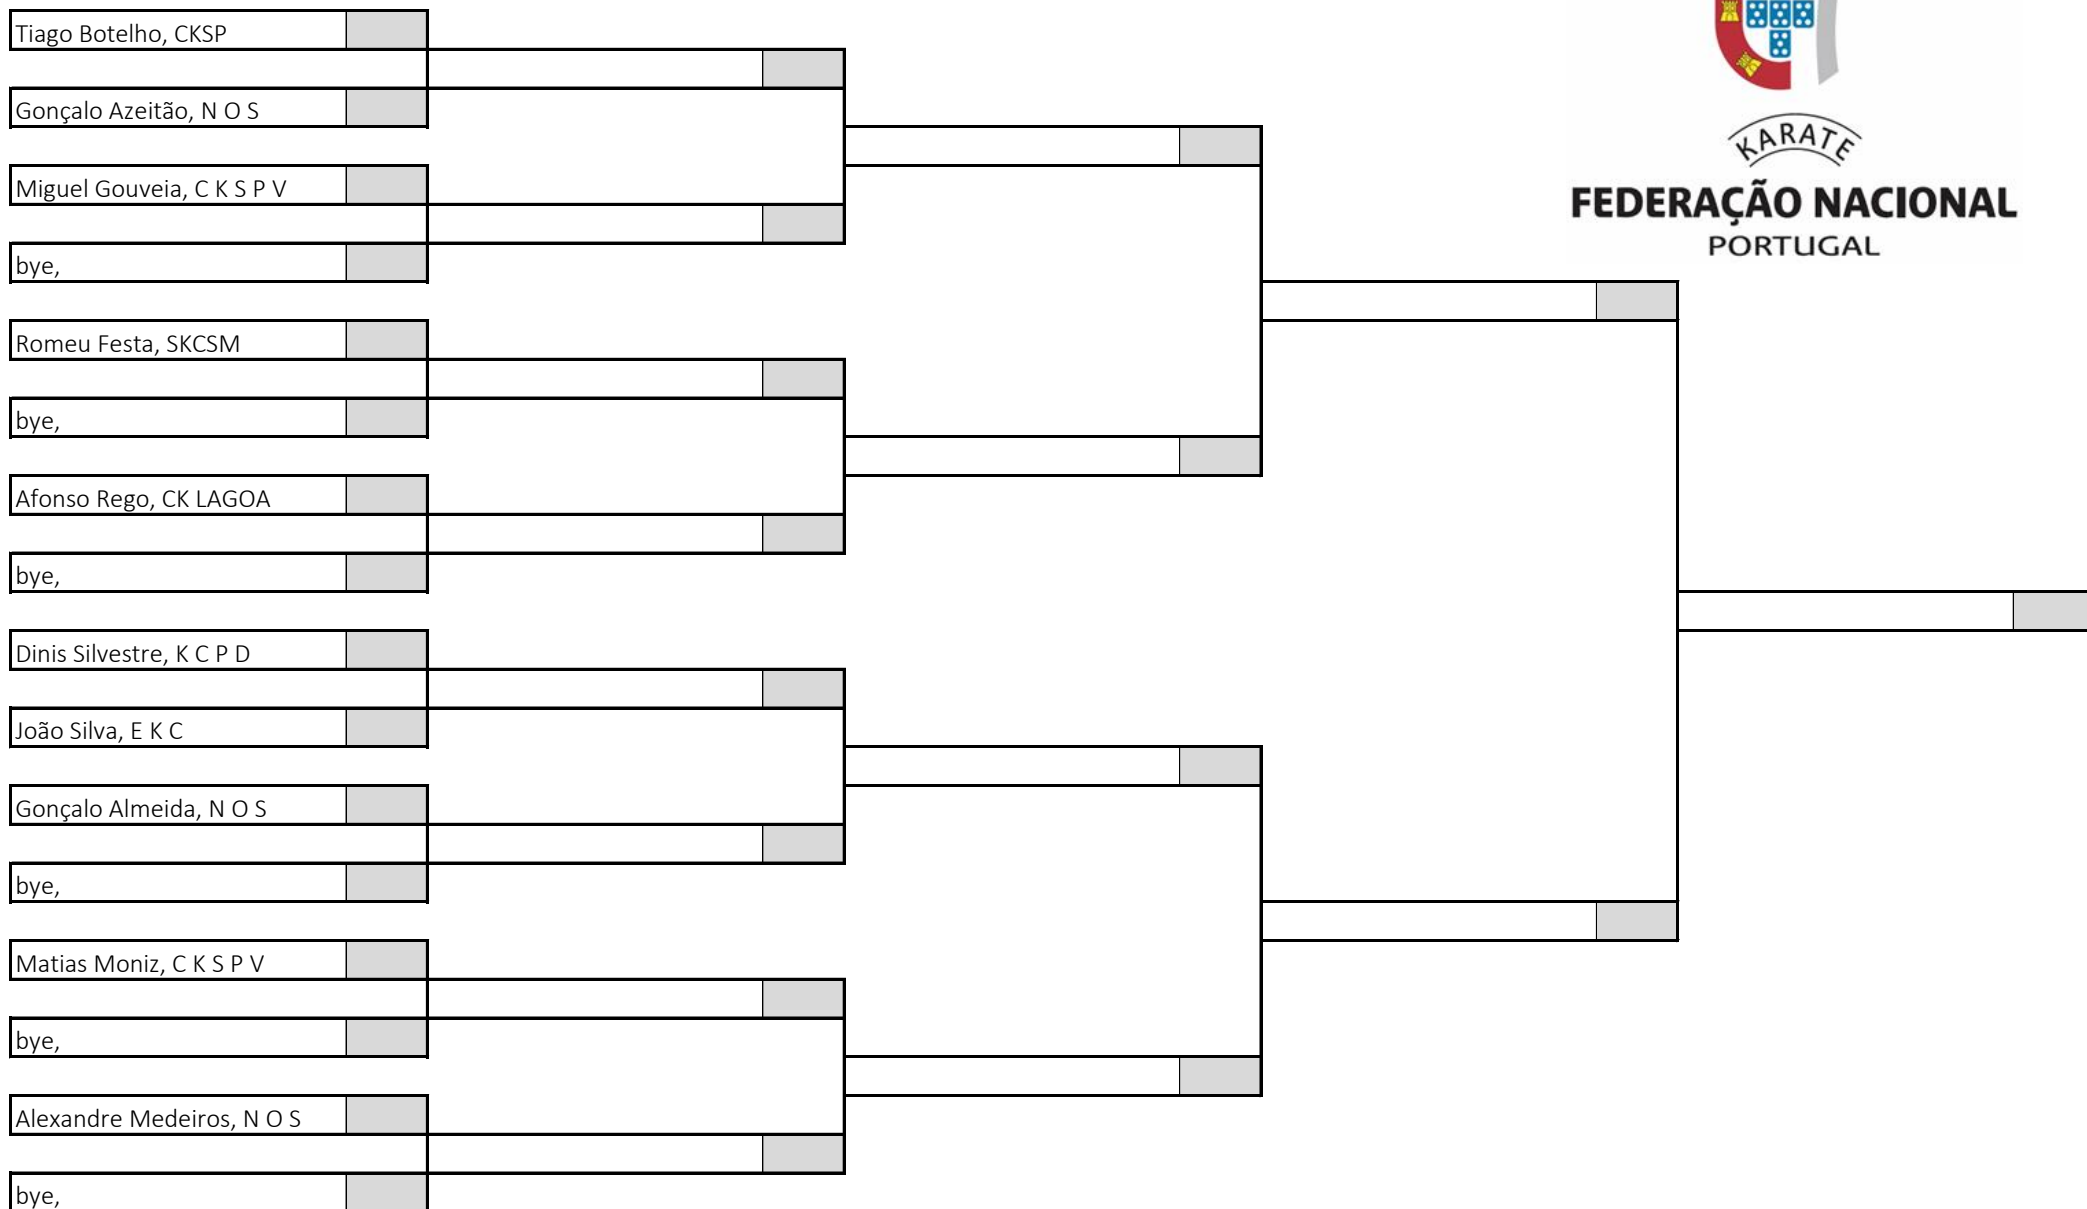 Tiago Botelho, CKSP
Gonçalo Azeitão, N O S
Miguel Gouveia, C K S P V
bye,
Romeu Festa, SKCSM
bye,
Afonso Rego, CK LAGOA
bye,
Dinis Silvestre, K C P D
João Silva, E K C
Gonçalo Almeida, N O S
bye,
Matias Moniz, C K S P V
bye,
Alexandre Medeiros, N O S
bye,
KARATE
FEDERAÇÃO NACIONAL
PORTUGAL